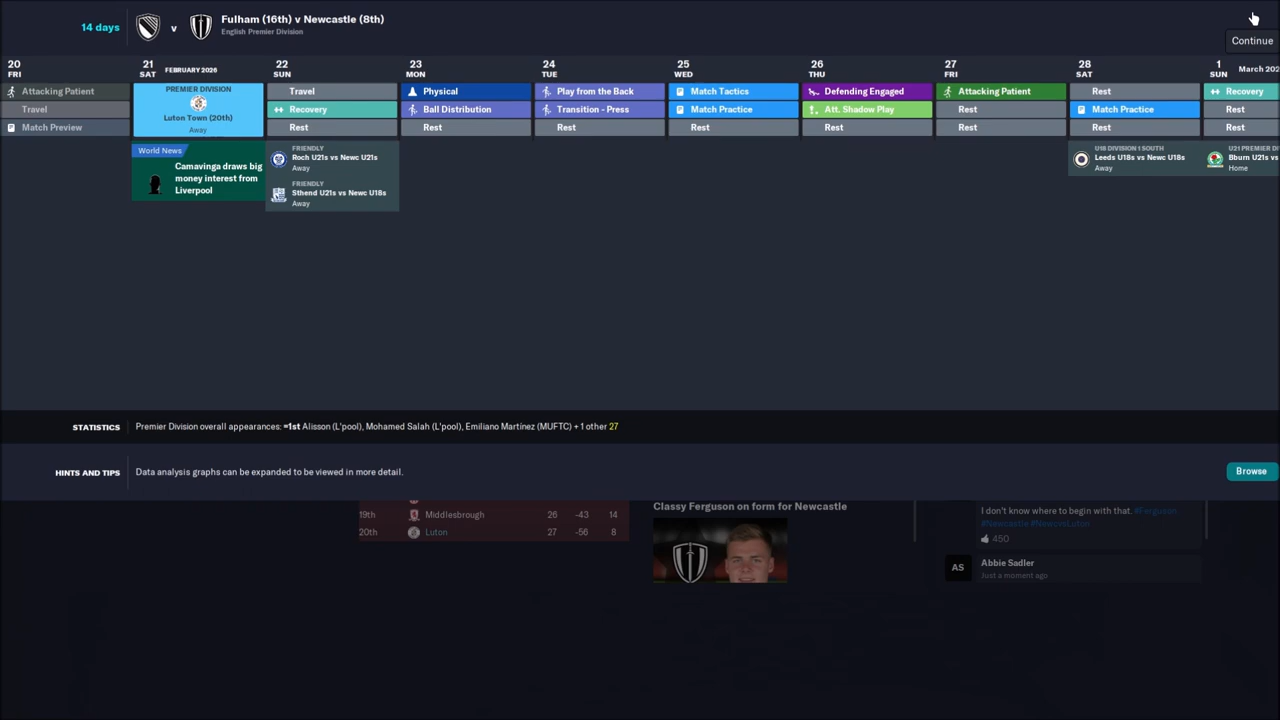 14 days
v
Fulham (16th) v Newcastle (8th)
English Premier Division
Continue
20
FRI
21
SAT
FEBRUARY 2026
22
SUN
23
MON
24
TUE
25
WED
26
THU
27
FRI
28
SAT
1
SUN
March 202
Attacking Patient
Travel
Match Preview
PREMIER DIVISION
Luton Town (20th)
Away
Travel
Recovery
Rest
Physical
Ball Distribution
Rest
Play from the Back
Transition - Press
Rest
Match Tactics
Match Practice
Rest
Defending Engaged
Att. Shadow Play
Rest
Attacking Patient
Rest
Rest
Rest
Match Practice
Rest
Recovery
Rest
Rest
World News
Camavinga draws big
money interest from
Liverpool
FRIENDLY
Roch U21s vs Newc U21s
Away
FRIENDLY
Sthend U21s vs Newc U18s
Away
U18 DIVISION 1 SOUTH
Leeds U18s vs Newc U18s
Away
U21 PREMIER DI
Bburn U21s v
Home
STATISTICS
Premier Division overall appearances: =1st Alisson (L'pool), Mohamed Salah (L'pool), Emiliano Martínez (MUFTC) + 1 other 27
HINTS AND TIPS
Data analysis graphs can be expanded to be viewed in more detail.
Browse
19th Middlesbrough 26 -43 14
20th Luton 27 -56 8
Classy Ferguson on form for Newcastle
I don't know where to begin with that. #Ferguson
#Newcastle #NewcvsLuton
450
AS
Abbie Sadler
Just a moment ago